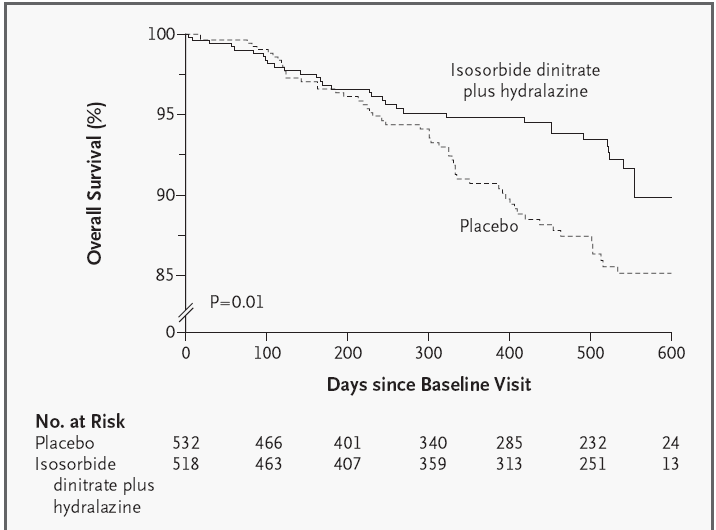 100
95
90
85
0
Overall Survival (%)
Isosorbide dinitrate
plus hydralazine
Placebo
P=0.01
0 100 200 300 400 500 600
Days since Baseline Visit
No. at Risk
Placebo 532 466 401 340 285 232 24
Isosorbide 518 463 407 359 313 251 13
dinitrate plus
hydralazine